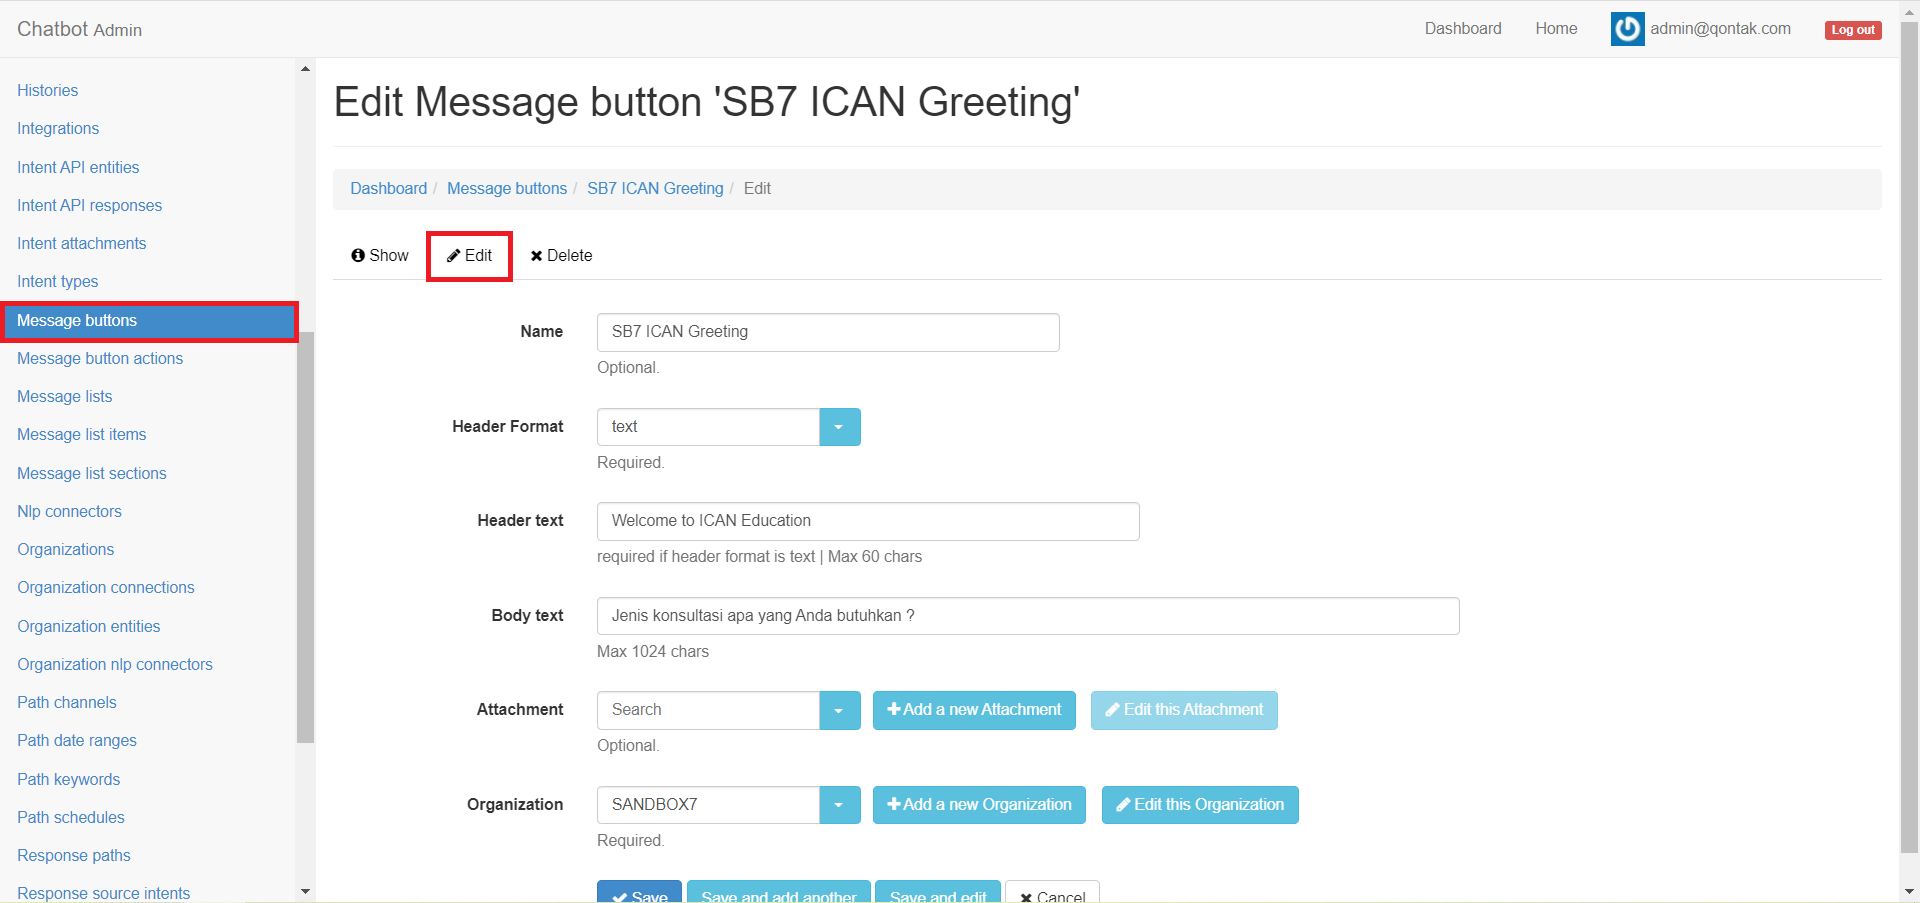 Chatbot Admin
Dashboard
Home
admin@qontak.com
Log out
Histories
Integrations
Intent API entities
Intent API responses
Intent attachments
Intent types
Message buttons
Message button actions
Message lists
Message list items
Message list sections
Nlp connectors
Organizations
Organization connections
Organization entities
Organization nlp connectors
Path channels
Path date ranges
Path keywords
Path schedules
Response paths
Response source intents
Edit Message button 'SB7 ICAN Greeting'
Dashboard / Message buttons / SB7 ICAN Greeting / Edit
Show
Edit
Delete
Name
SB7 ICAN Greeting
Optional.
Header Format
text
Required.
Header text
Welcome to ICAN Education
required if header format is text | Max 60 chars
Body text
Jenis konsultasi apa yang Anda butuhkan ?
Max 1024 chars
Attachment
Search
Add a new Attachment
Edit this Attachment
Optional.
Organization
SANDBOX7
Add a new Organization
Edit this Organization
Required.
Save
Save and add another
Save and edit
Cancel